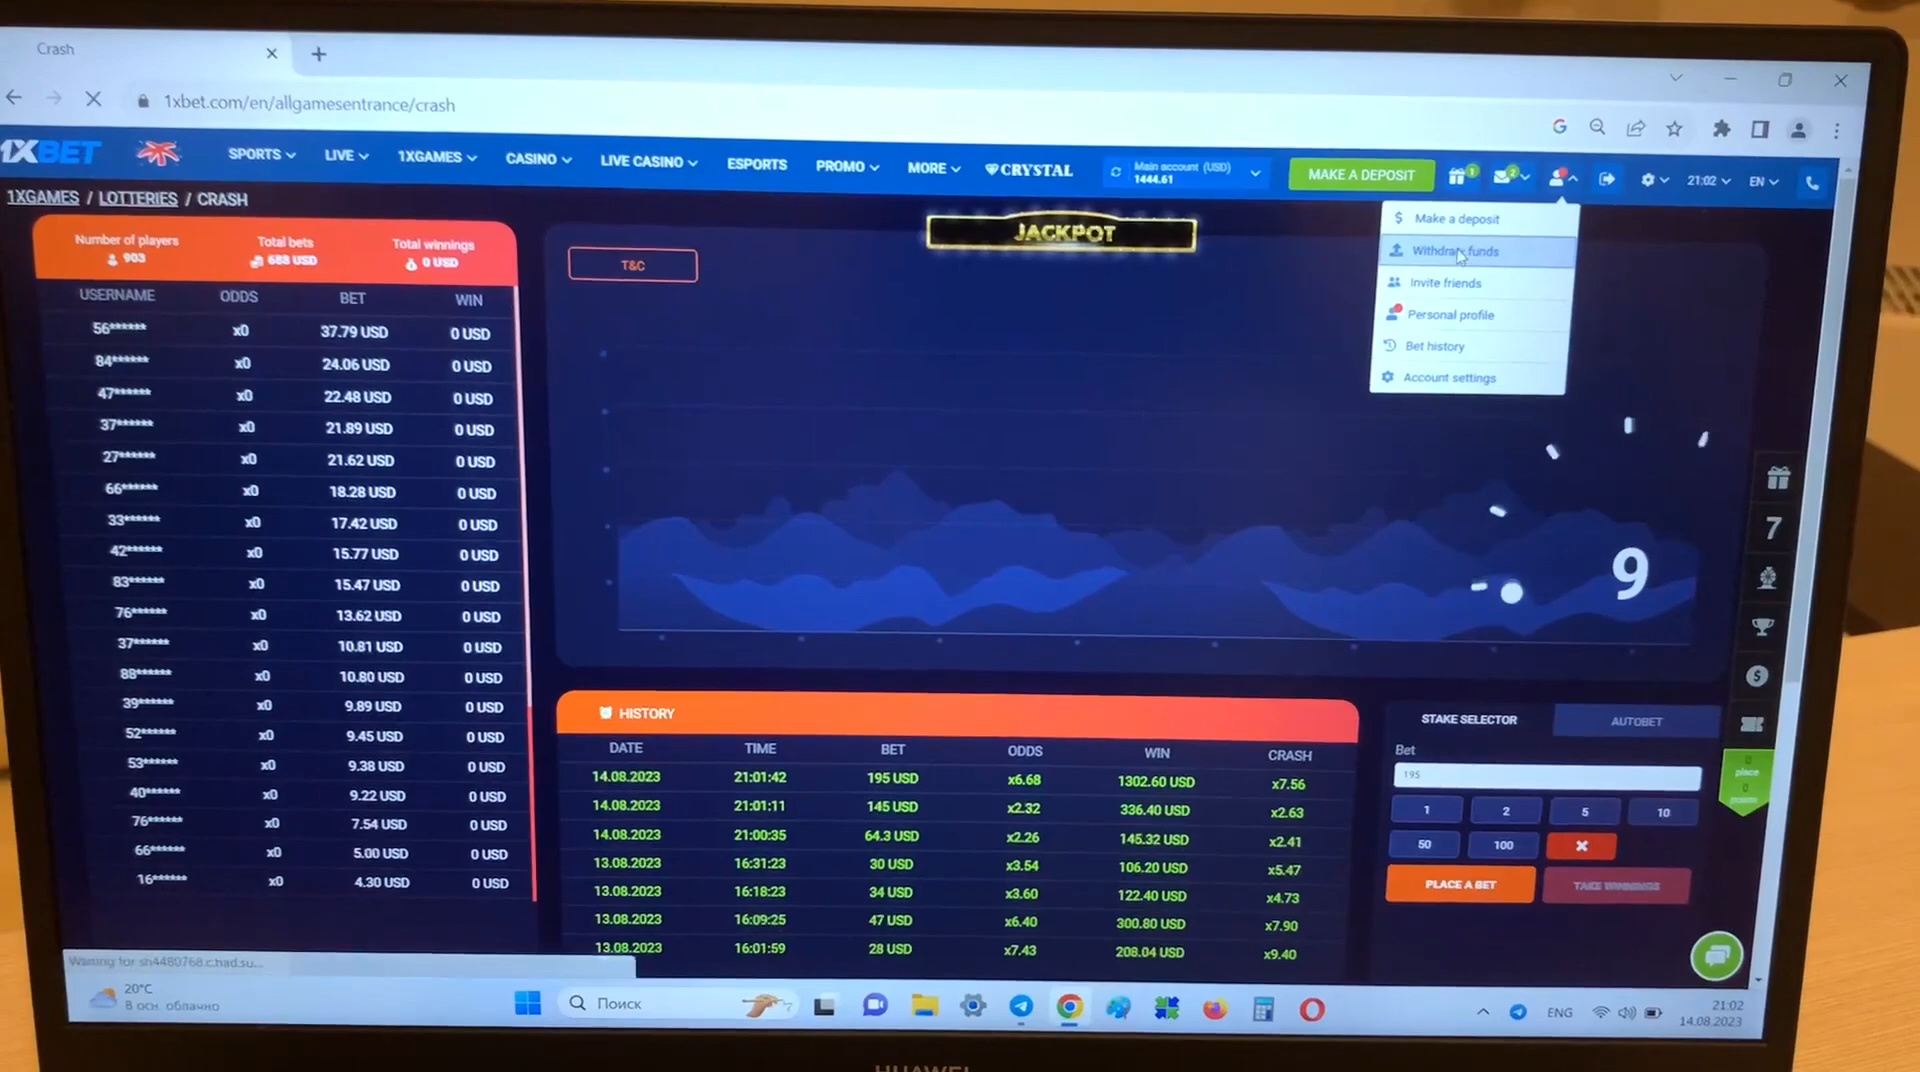 Crash
1xbet.com/en/allgamesentrance/crash
1XBET
SPORTS LIVE 1XGAMES CASINO LIVE CASINO ESPORTS PROMO MORE CRYSTAL
Main account (USD)
1444.61
MAKE A DEPOSIT
1
2
21:02
EN
1XGAMES / LOTTERIES / CRASH
Number of players
903
Total bets
688 USD
Total winnings
0 USD
USERNAME ODDS BET WIN
56****** x0 37.79 USD 0 USD
84****** x0 24.06 USD 0 USD
47****** x0 22.48 USD 0 USD
37****** x0 21.89 USD 0 USD
27****** x0 21.62 USD 0 USD
66****** x0 18.28 USD 0 USD
33****** x0 17.42 USD 0 USD
42****** x0 15.77 USD 0 USD
83****** x0 15.47 USD 0 USD
76****** x0 13.62 USD 0 USD
37****** x0 10.81 USD 0 USD
88****** x0 10.80 USD 0 USD
39****** x0 9.89 USD 0 USD
52****** x0 9.45 USD 0 USD
53****** x0 9.38 USD 0 USD
40****** x0 9.22 USD 0 USD
76****** x0 7.54 USD 0 USD
66****** x0 5.00 USD 0 USD
16****** x0 4.30 USD 0 USD
T&C
JACKPOT
Make a deposit
Withdraw funds
Invite friends
Personal profile
Bet history
Account settings
9
7
HISTORY
DATE TIME BET ODDS WIN CRASH
14.08.2023 21:01:42 195 USD x6.68 1302.60 USD x7.56
14.08.2023 21:01:11 145 USD x2.32 336.40 USD x2.63
14.08.2023 21:00:35 64.3 USD x2.26 145.32 USD x2.41
13.08.2023 16:31:23 30 USD x3.54 106.20 USD x5.47
13.08.2023 16:18:23 34 USD x3.60 122.40 USD x4.73
13.08.2023 16:09:25 47 USD x6.40 300.80 USD x7.90
13.08.2023 16:01:59 28 USD x7.43 208.04 USD x9.40
STAKE SELECTOR AUTOBET
Bet
195
1 2 5 10
50 100
PLACE A BET TAKE WINNINGS
place
0
Waiting for sh4480768.c.had.su...
20°C
В осн. облачно
Поиск
ENG
21:02
14.08.2023
HUAWEI